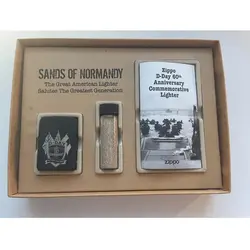 SANDS OF NORMANDY
The Great American Lighter
Salutes The Greatest Generation
Zippo
D-Day 60th
Anniversary
Commemorative
Lighter
zippo